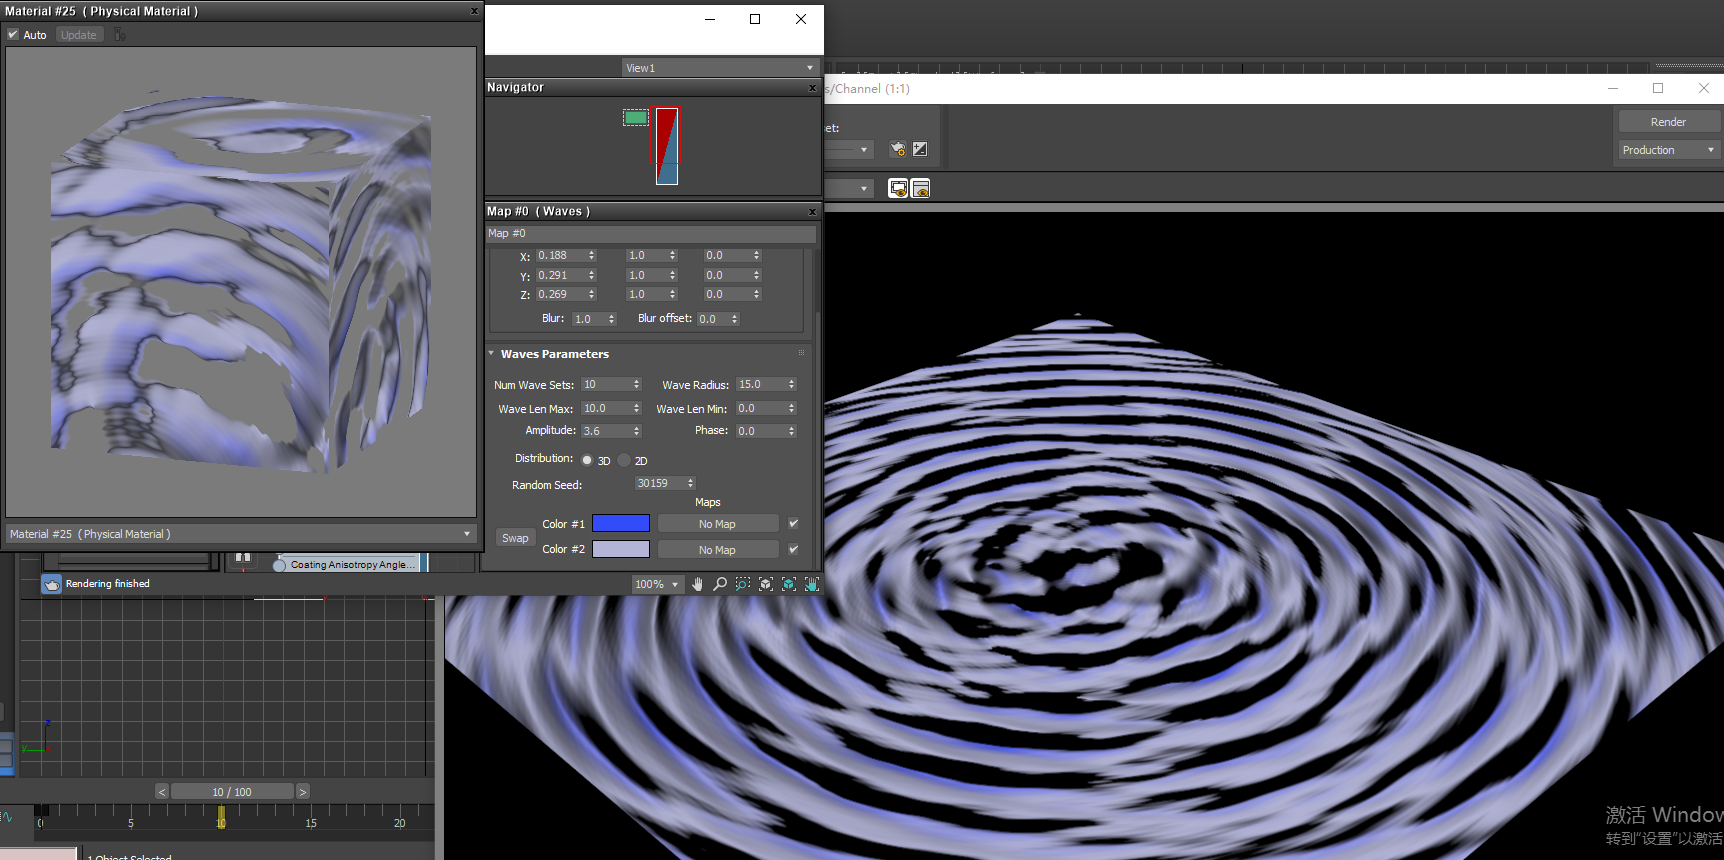 Material #25  ( Physical Material )
Auto
Update
View1
Navigator
Map #0  ( Waves )
Map #0
X: 0.188 1.0 0.0
Y: 0.291 1.0 0.0
Z: 0.269 1.0 0.0
Blur: 1.0 Blur offset: 0.0
Waves Parameters
Num Wave Sets: 10 Wave Radius: 15.0
Wave Len Max: 10.0 Wave Len Min: 0.0
Amplitude: 3.6 Phase: 0.0
Distribution: 3D 2D
Random Seed: 30159
Maps
Color #1 No Map
Swap
Color #2 No Map
Material #25  ( Physical Material )
Coating Anisotropy Angle...
Rendering finished
100%
s/Channel (1:1)
et:
Render
Production
z
y
< 10 / 100 >
0 5 10 15 20
1 Object Selected
激活 Window
转到"设置"以激活